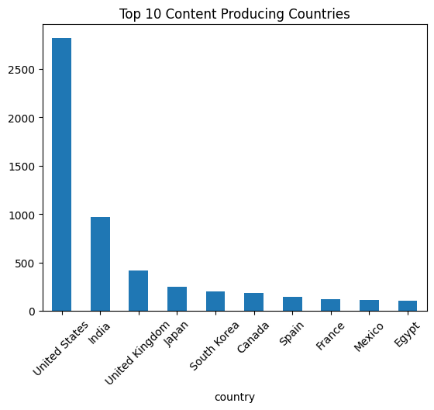 Top 10 Content Producing Countries
2500
2000
1500
1000
500
0
United States
India
United Kingdom
Japan
South Korea
Canada
Spain
France
Mexico
Egypt
country